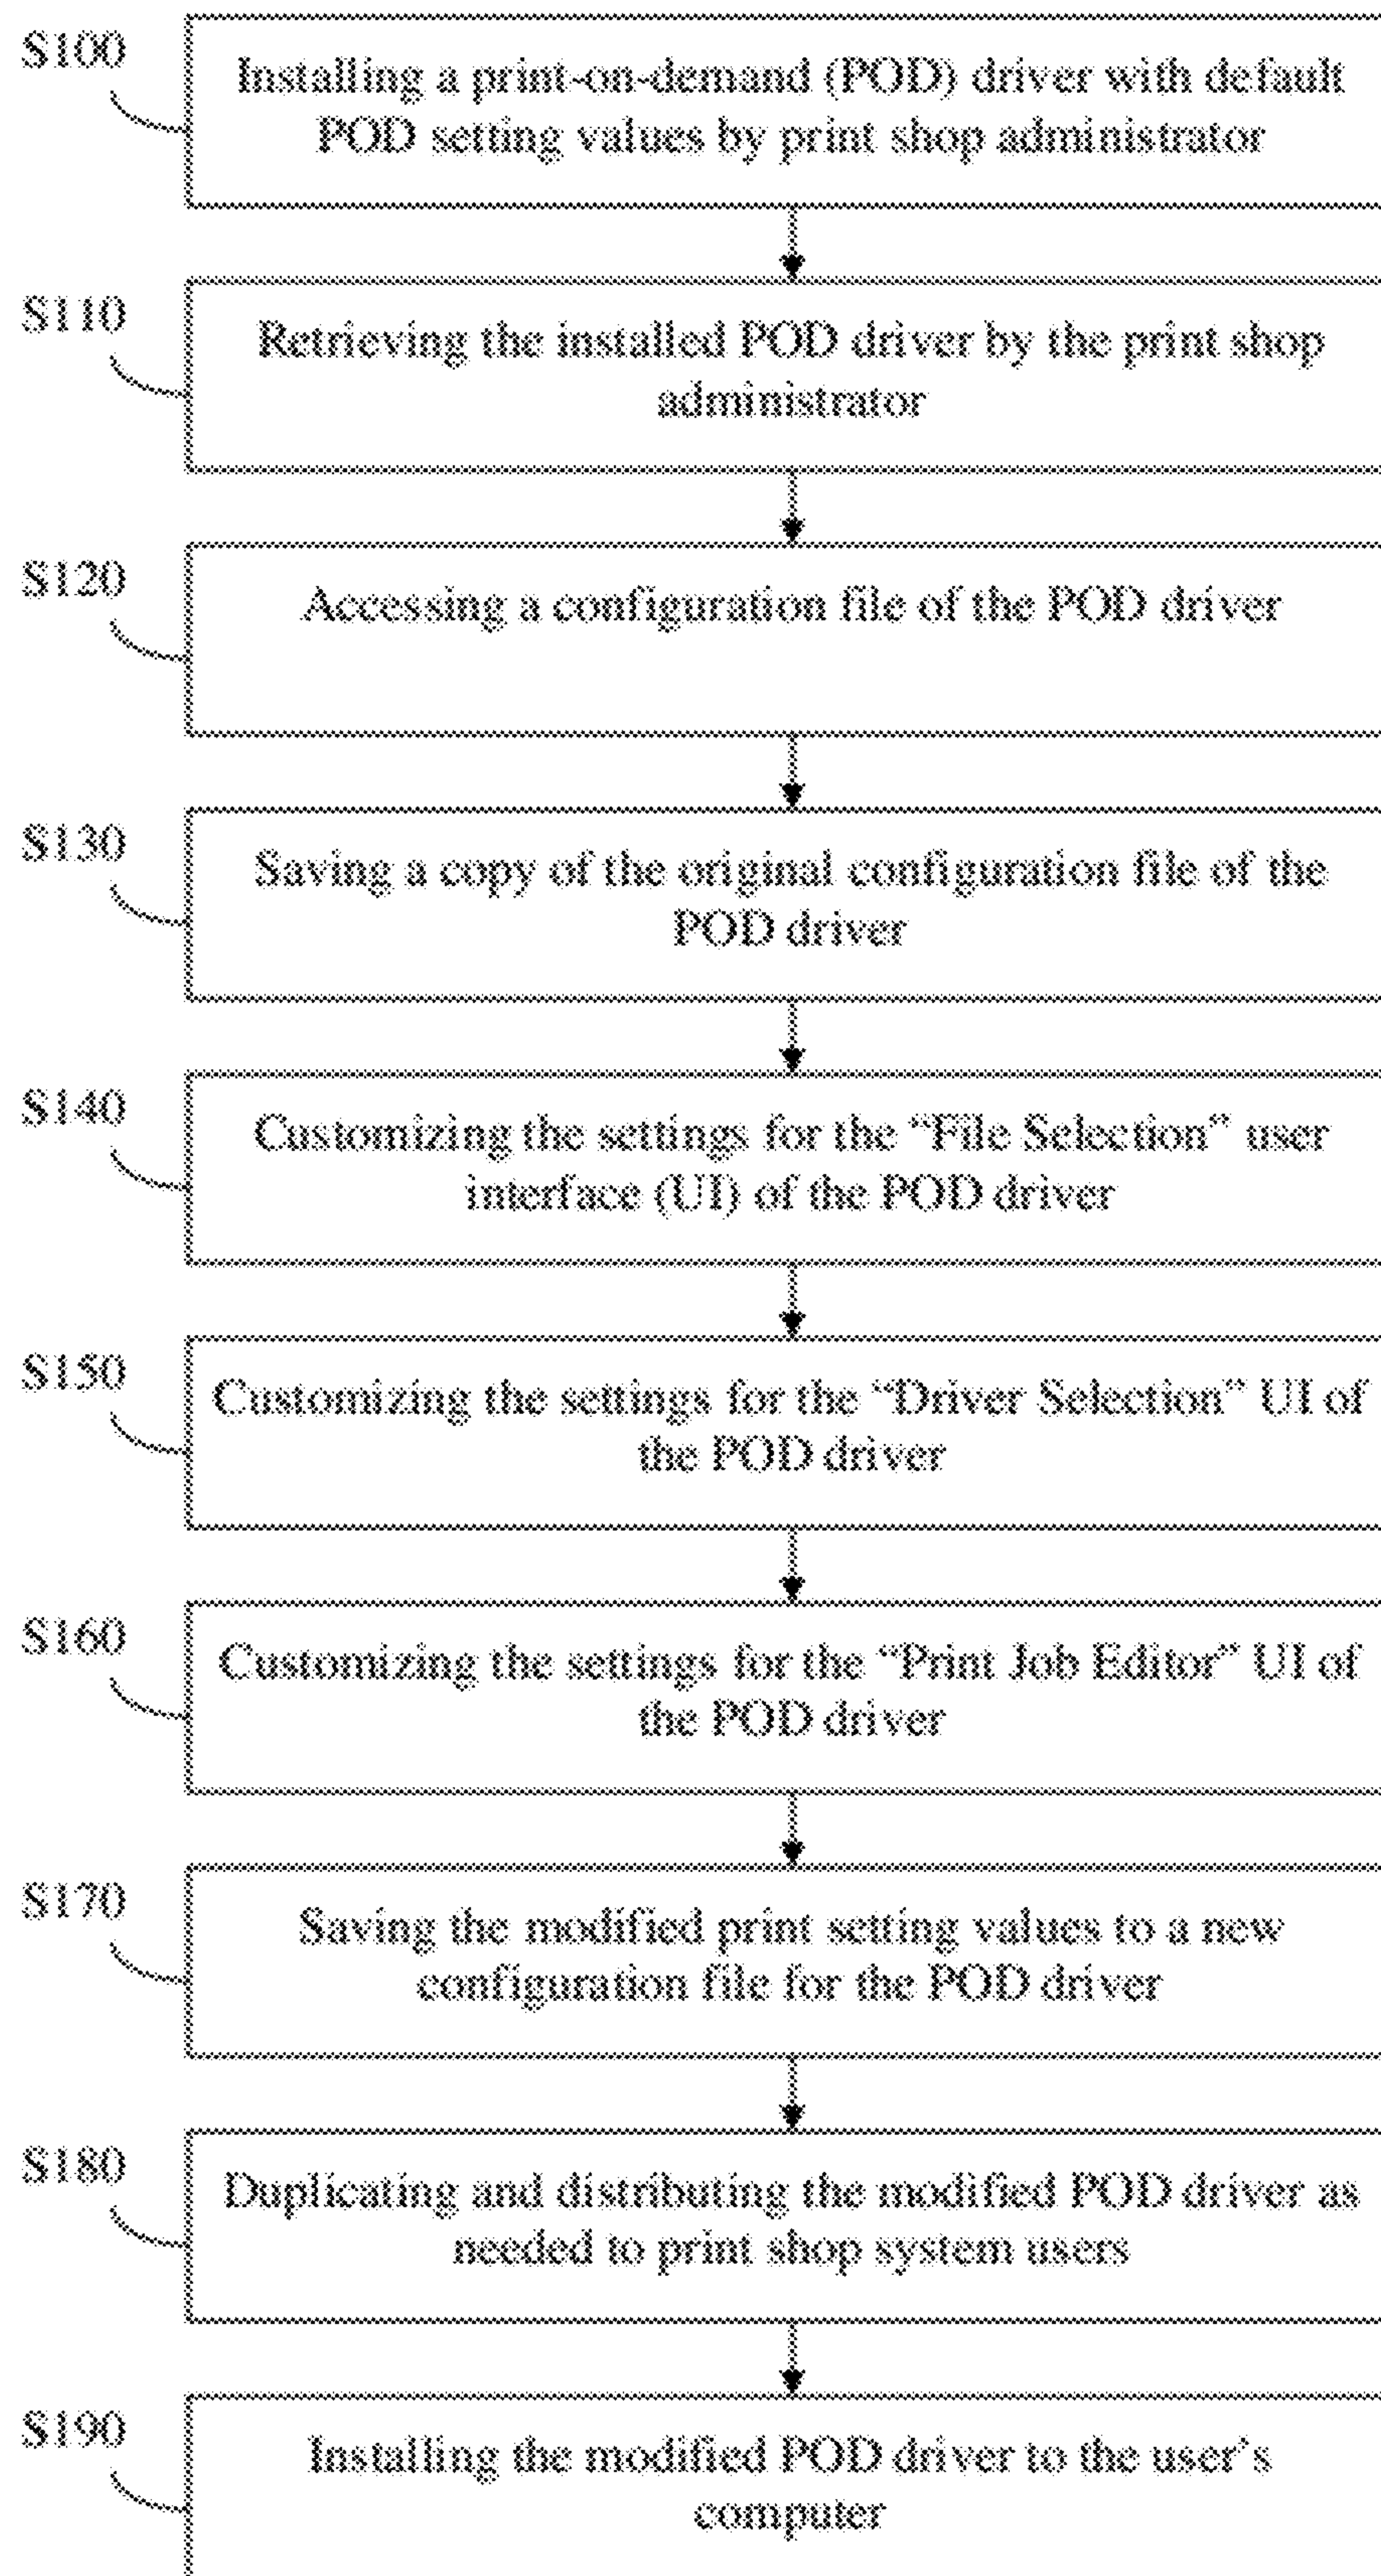 S100
Installing a print-on-demand (POD) driver with default
POD setting values by print shop administrator
S110
Retrieving the installed POD driver by the print shop
administrator
S120
Accessing a configuration file of the POD driver
S130
Saving a copy of the original configuration file of the
POD driver
S140
Customizing the settings for the “File Selection” user
interface (UI) of the POD driver
S150
Customizing the settings for the “Driver Selection” UI of
the POD driver
S160
Customizing the settings for the “Print Job Editor” UI of
the POD driver
S170
Saving the modified print setting values to a new
configuration file for the POD driver
S180
Duplicating and distributing the modified POD driver as
needed to print shop system users
S190
Installing the modified POD driver to the user’s
computer